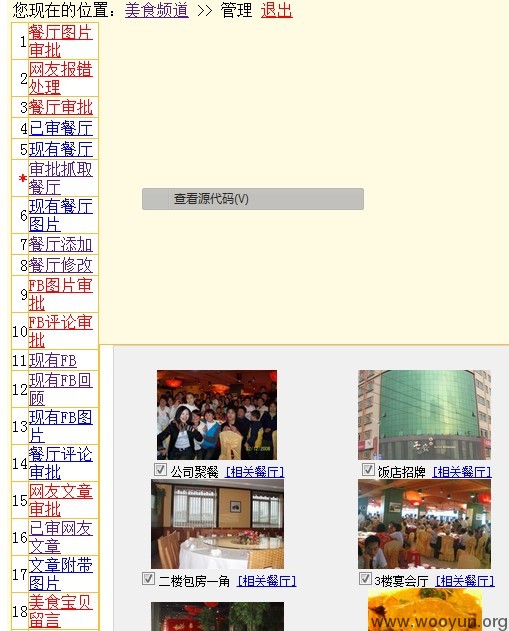 您现在的位置：美食频道 >> 管理 退出
1 餐厅图片
审批
2 网友报错
处理
3 餐厅审批
4 已审餐厅
5 现有餐厅
* 审批抓取
餐厅
6 现有餐厅
图片
7 餐厅添加
8 餐厅修改
9 FB图片审
批
10 FB评论审
批
11 现有FB
12 现有FB回
顾
13 现有FB图
片
14 餐厅评论
审批
15 网友文章
审批
16 已审网友
文章
17 文章附带
图片
18 美食宝贝
留言
查看源代码(V)
公司聚餐 [相关餐厅]
饭店招牌 [相关餐厅]
二楼包房一角 [相关餐厅]
3楼宴会厅 [相关餐厅]
www.wooyun.org